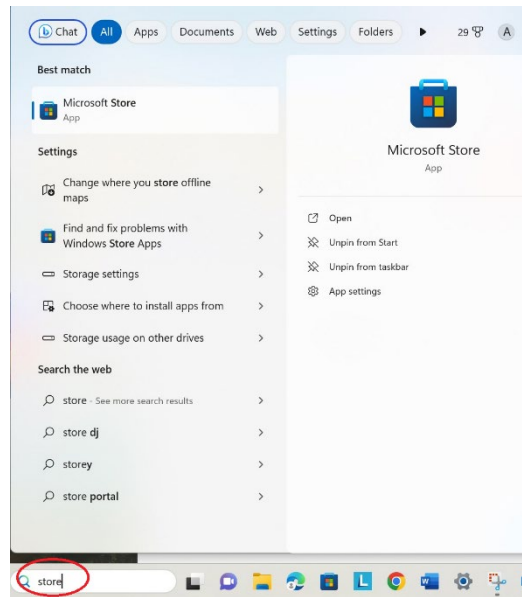 Chat All Apps Documents Web Settings Folders 29 A
Best match
Microsoft Store
App
Settings
Change where you store offline
maps
Find and fix problems with
Windows Store Apps
Storage settings
Choose where to install apps from
Storage usage on other drives
Search the web
store - See more search results
store dj
storey
store portal
Microsoft Store
App
Open
Unpin from Start
Unpin from taskbar
App settings
store